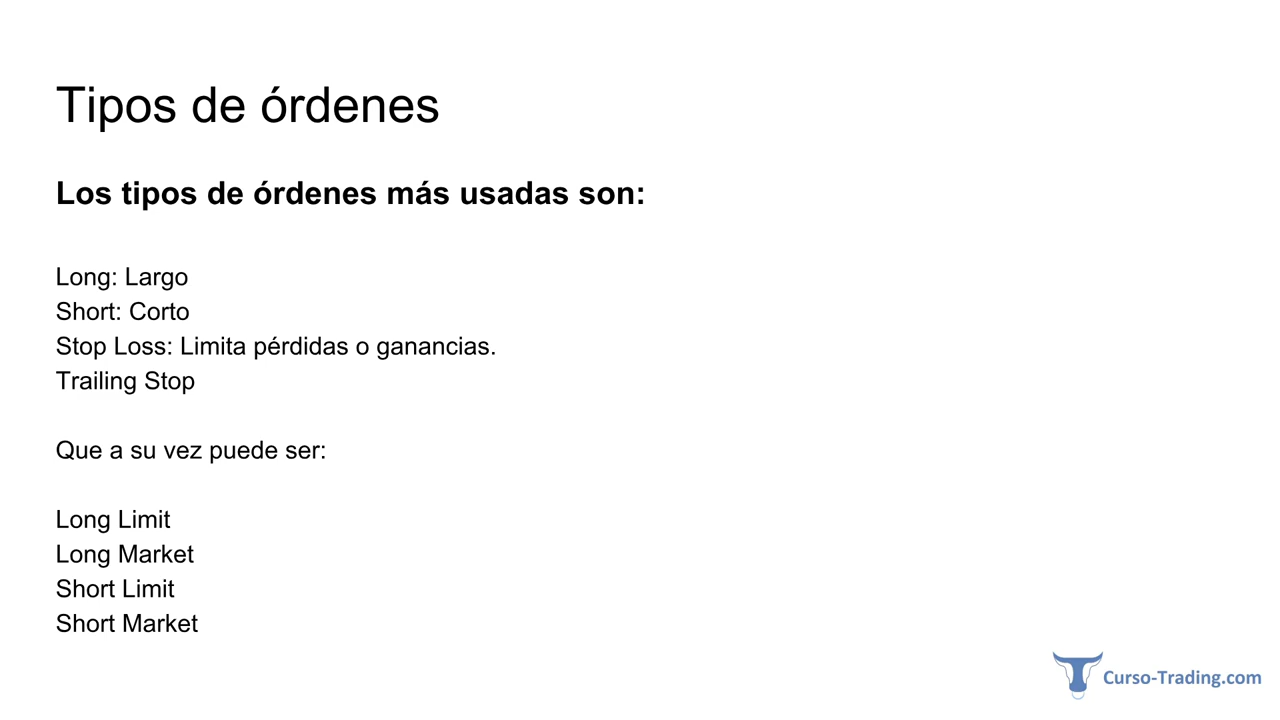 Tipos de órdenes
Los tipos de órdenes más usadas son:
Long: Largo
Short: Corto
Stop Loss: Limita pérdidas o ganancias.
Trailing Stop
Que a su vez puede ser:
Long Limit
Long Market
Short Limit
Short Market
Curso-Trading.com